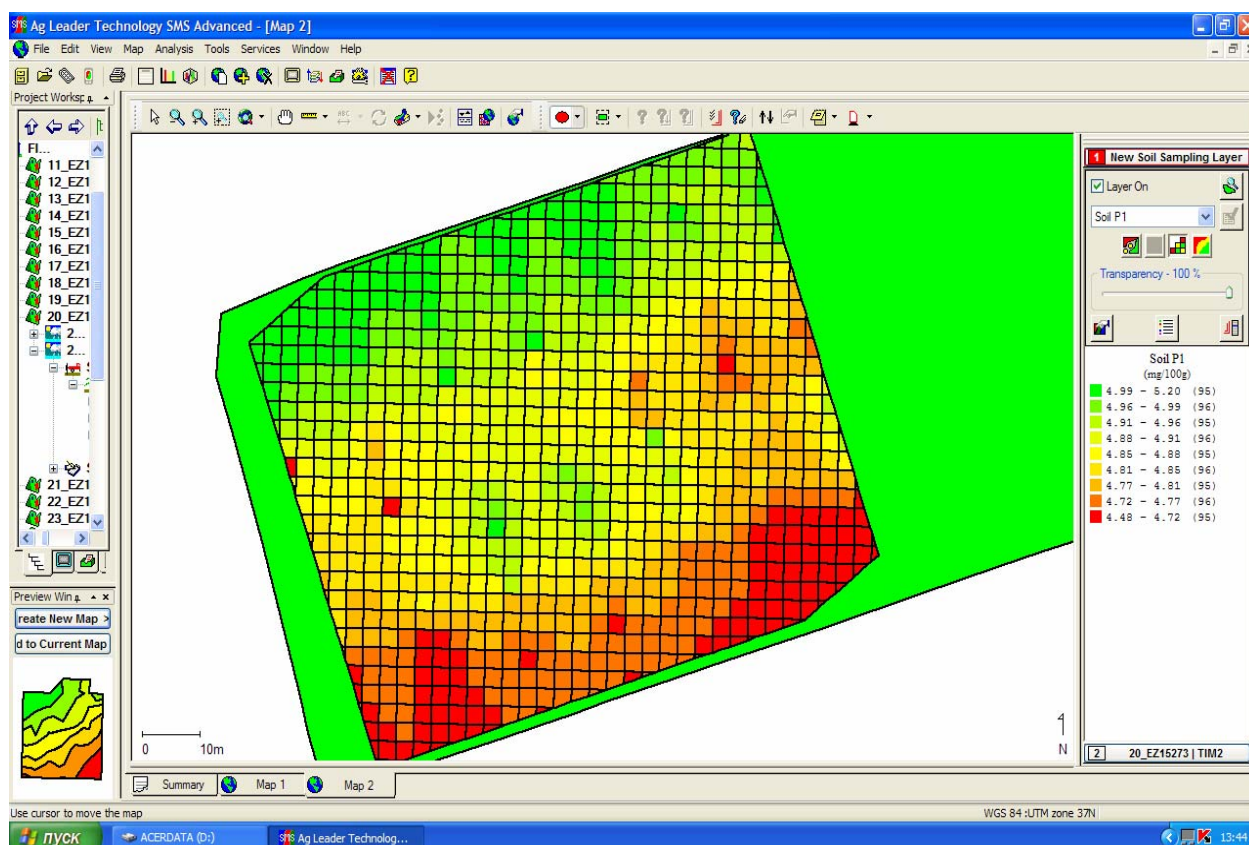 Ag Leader Technology SMS Advanced - [Map 2]
File Edit View Map Analysis Tools Services Window Help
Project Worksp
Fl...
11_EZ1
12_EZ1
13_EZ1
14_EZ1
15_EZ1
16_EZ1
17_EZ1
18_EZ1
19_EZ1
20_EZ1
2...
2...
21_EZ1
22_EZ1
23_EZ1
Preview Win
reate New Map >
d to Current Map
0 10m
N
1 New Soil Sampling Layer
Layer On
Soil P1
Transparency - 100 %
Soil P1
(mg/100g)
4.99 - 5.20 (95)
4.96 - 4.99 (96)
4.91 - 4.96 (95)
4.88 - 4.91 (96)
4.85 - 4.88 (95)
4.81 - 4.85 (96)
4.77 - 4.81 (95)
4.72 - 4.77 (96)
4.48 - 4.72 (95)
2 20_EZ15273 | TIM2
Summary Map 1 Map 2
Use cursor to move the map
WGS 84 :UTM zone 37N
пуск
ACERDATA (D:)
SMS Ag Leader Technolog...
13:44